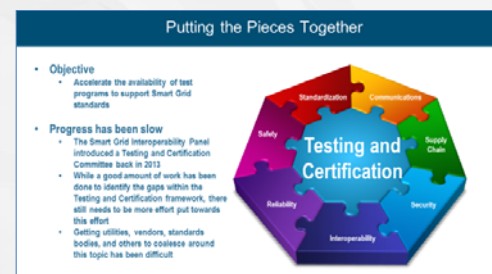 Putting the Pieces Together
• Objective
• Accelerate the availability of test
programs to support Smart Grid
standards
• Progress has been slow
• The Smart Grid Interoperability Panel
introduced a Testing and Certification
Committee back in 2013
• While a good amount of work has been
done to identify the gaps within the
Testing and Certification framework, there
still needs to be more effort put towards
this effort
• Getting utilities, vendors, standards
bodies, and others to coalesce around
this topic has been difficult
Standardization
Communications
Safety
Supply
Chain
Testing and
Certification
Reliability
Security
Interoperability